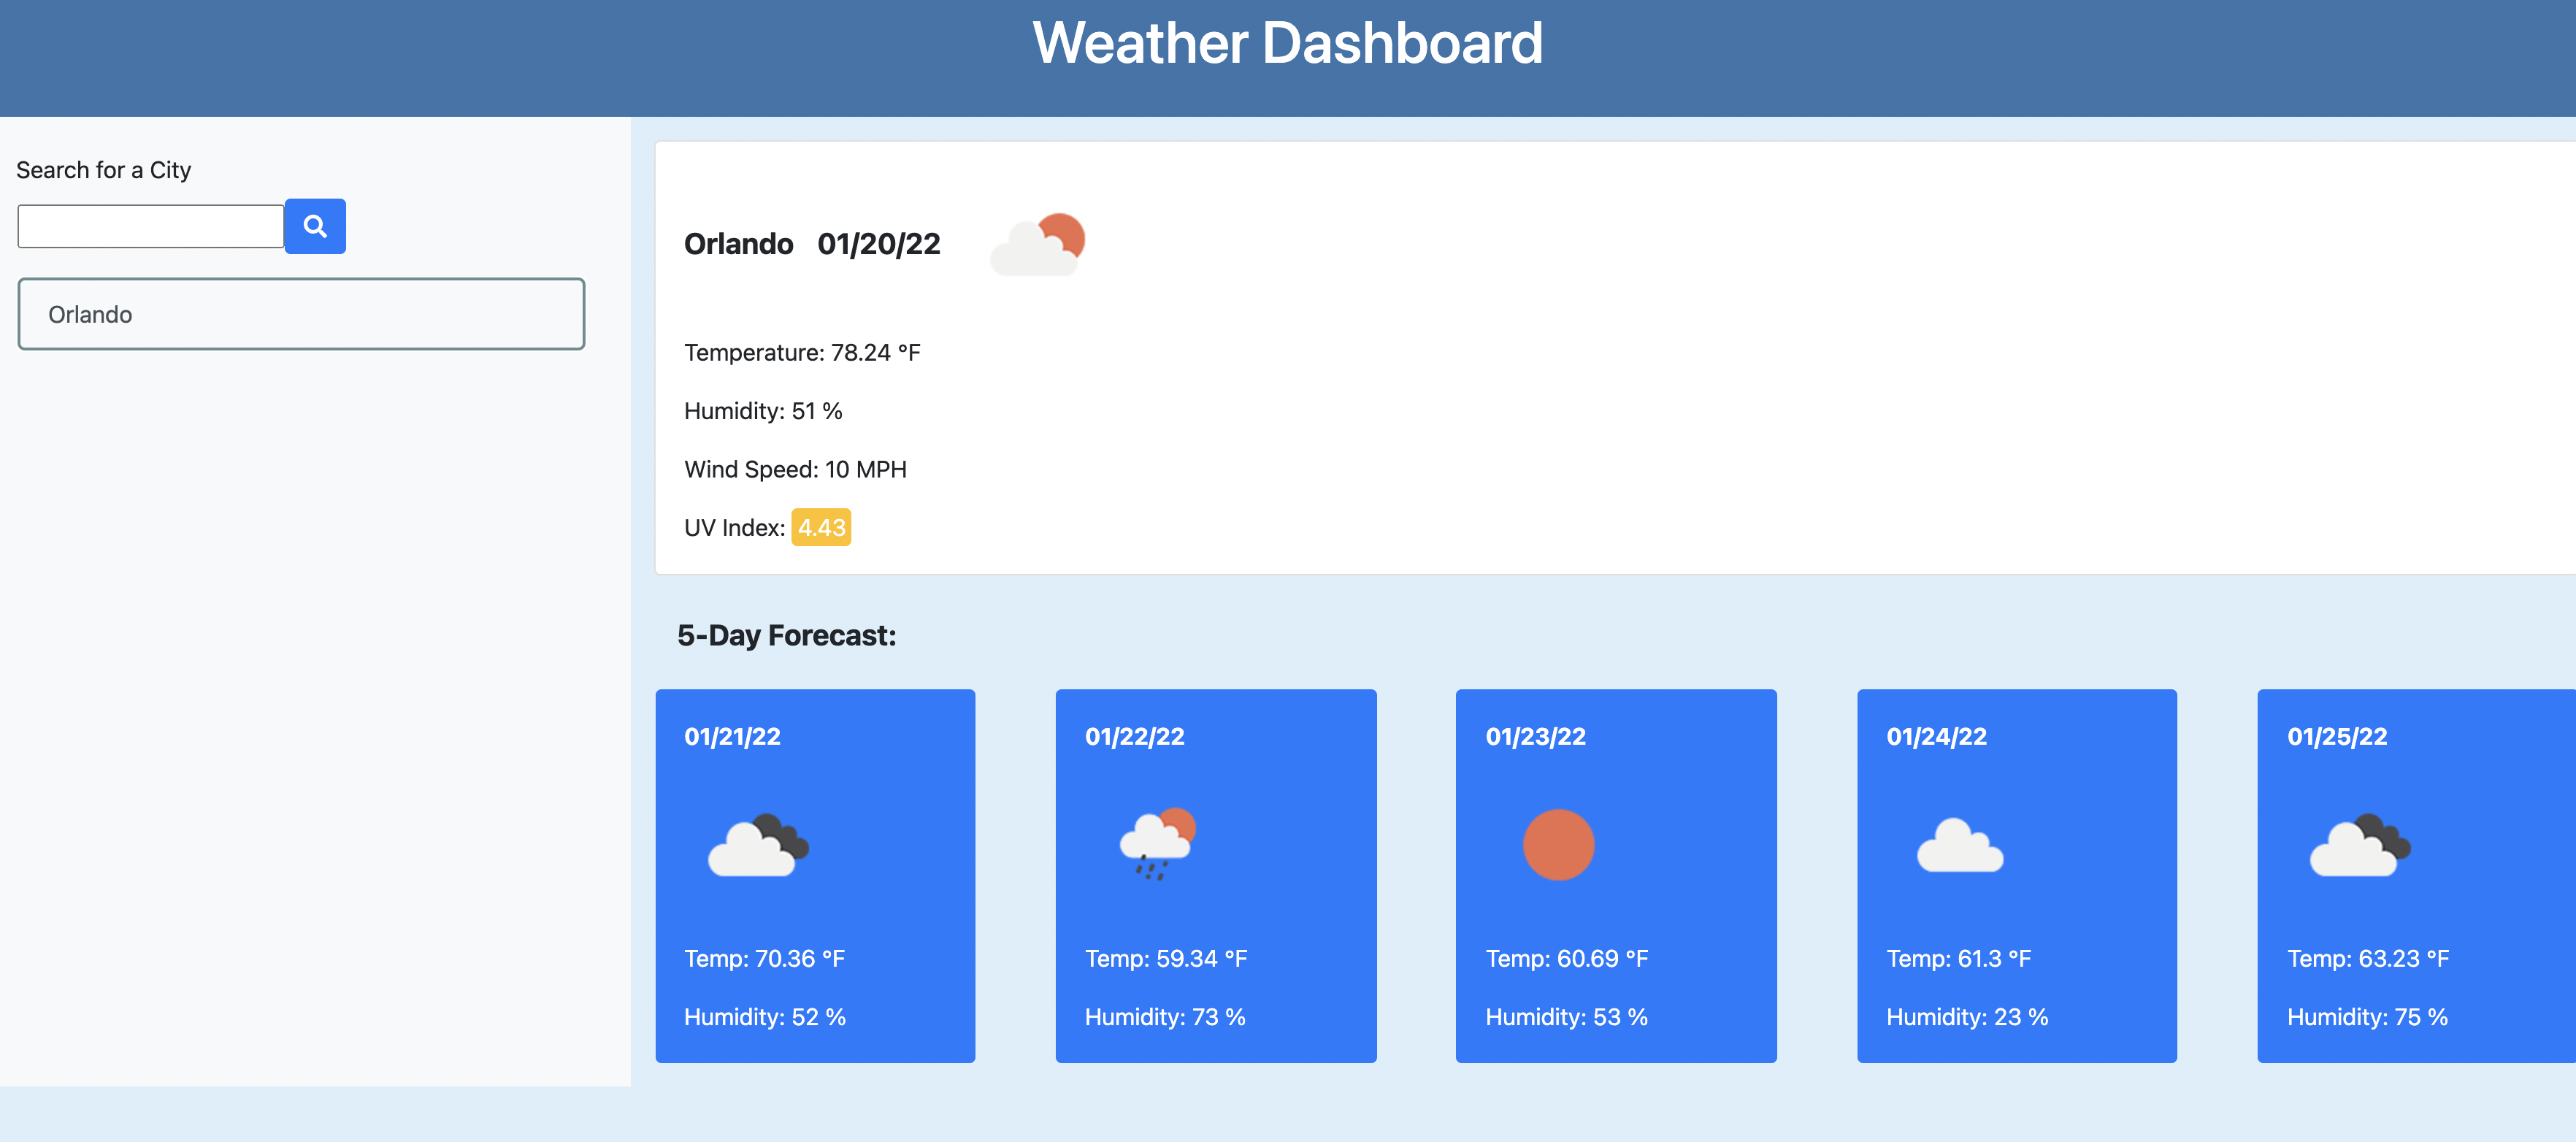 Weather Dashboard
Search for a City
Orlando
Orlando 01/20/22
Temperature: 78.24 °F
Humidity: 51 %
Wind Speed: 10 MPH
UV Index: 4.43
5-Day Forecast:
01/21/22
Temp: 70.36 °F
Humidity: 52 %
01/22/22
Temp: 59.34 °F
Humidity: 73 %
01/23/22
Temp: 60.69 °F
Humidity: 53 %
01/24/22
Temp: 61.3 °F
Humidity: 23 %
01/25/22
Temp: 63.23 °F
Humidity: 75 %